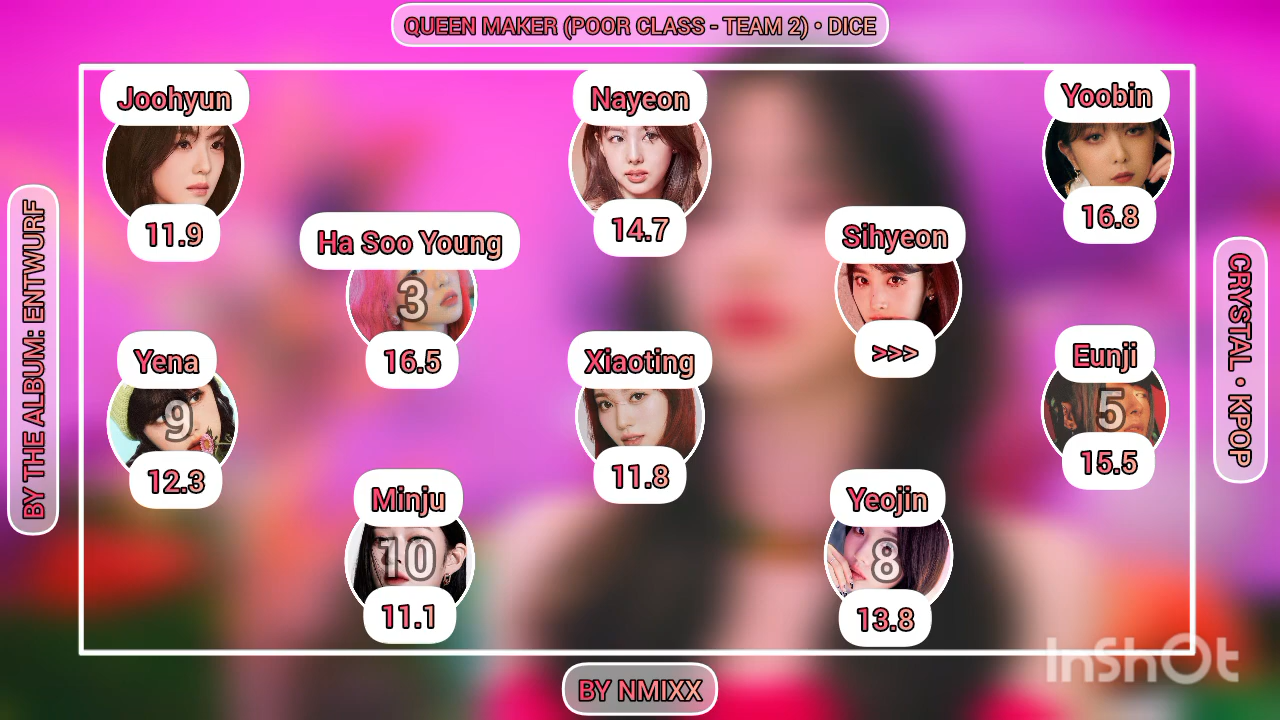 QUEEN MAKER (POOR CLASS - TEAM 2) • DICE
BY THE ALBUM: ENTWURF
CRYSTAL • KPOP
Joohyun
11.9
Nayeon
14.7
Yoobin
16.8
Ha Soo Young
3
16.5
Sihyeon
>>>
Yena
9
12.3
Xiaoting
11.8
Eunji
5
15.5
Minju
10
11.1
Yeojin
8
13.8
BY NMIXX
InShOt